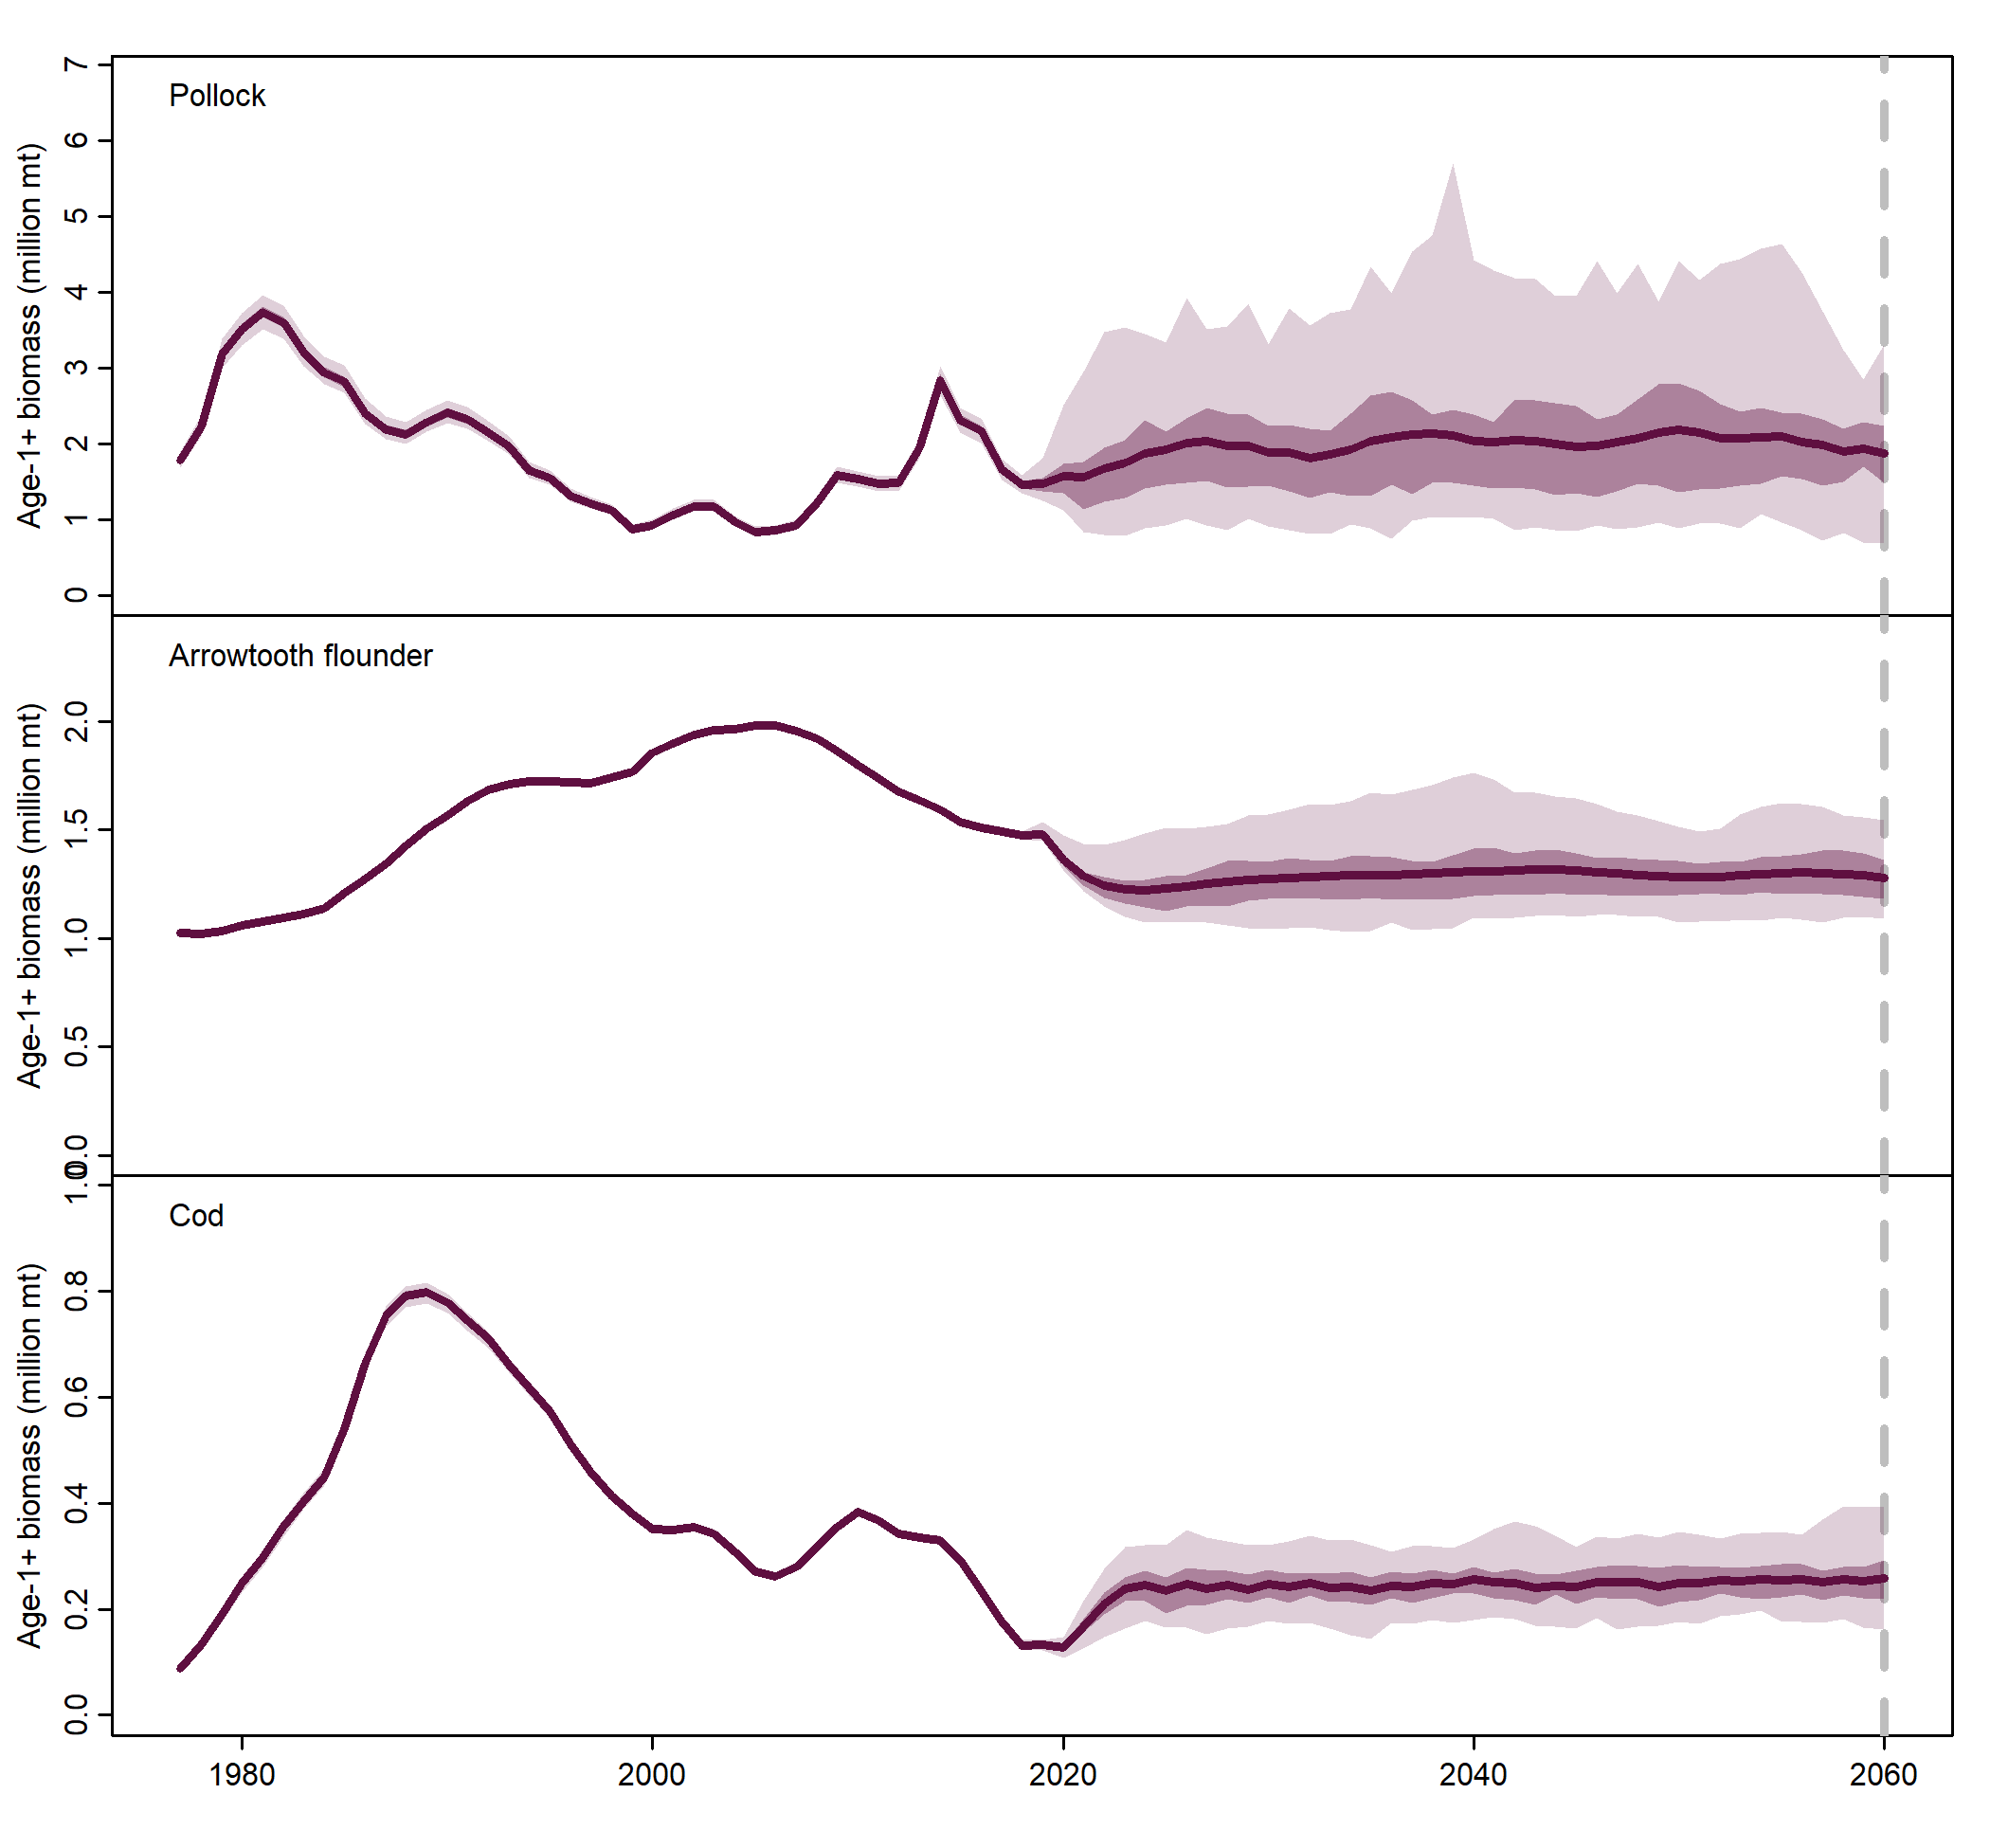 Pollock
Age-1+ biomass (million mt)
7
6
5
4
3
2
1
0
Arrowtooth flounder
Age-1+ biomass (million mt)
2.0
1.5
1.0
0.5
0.0
Cod
Age-1+ biomass (million mt)
1.0
0.8
0.6
0.4
0.2
0.0
1980 2000 2020 2040 2060